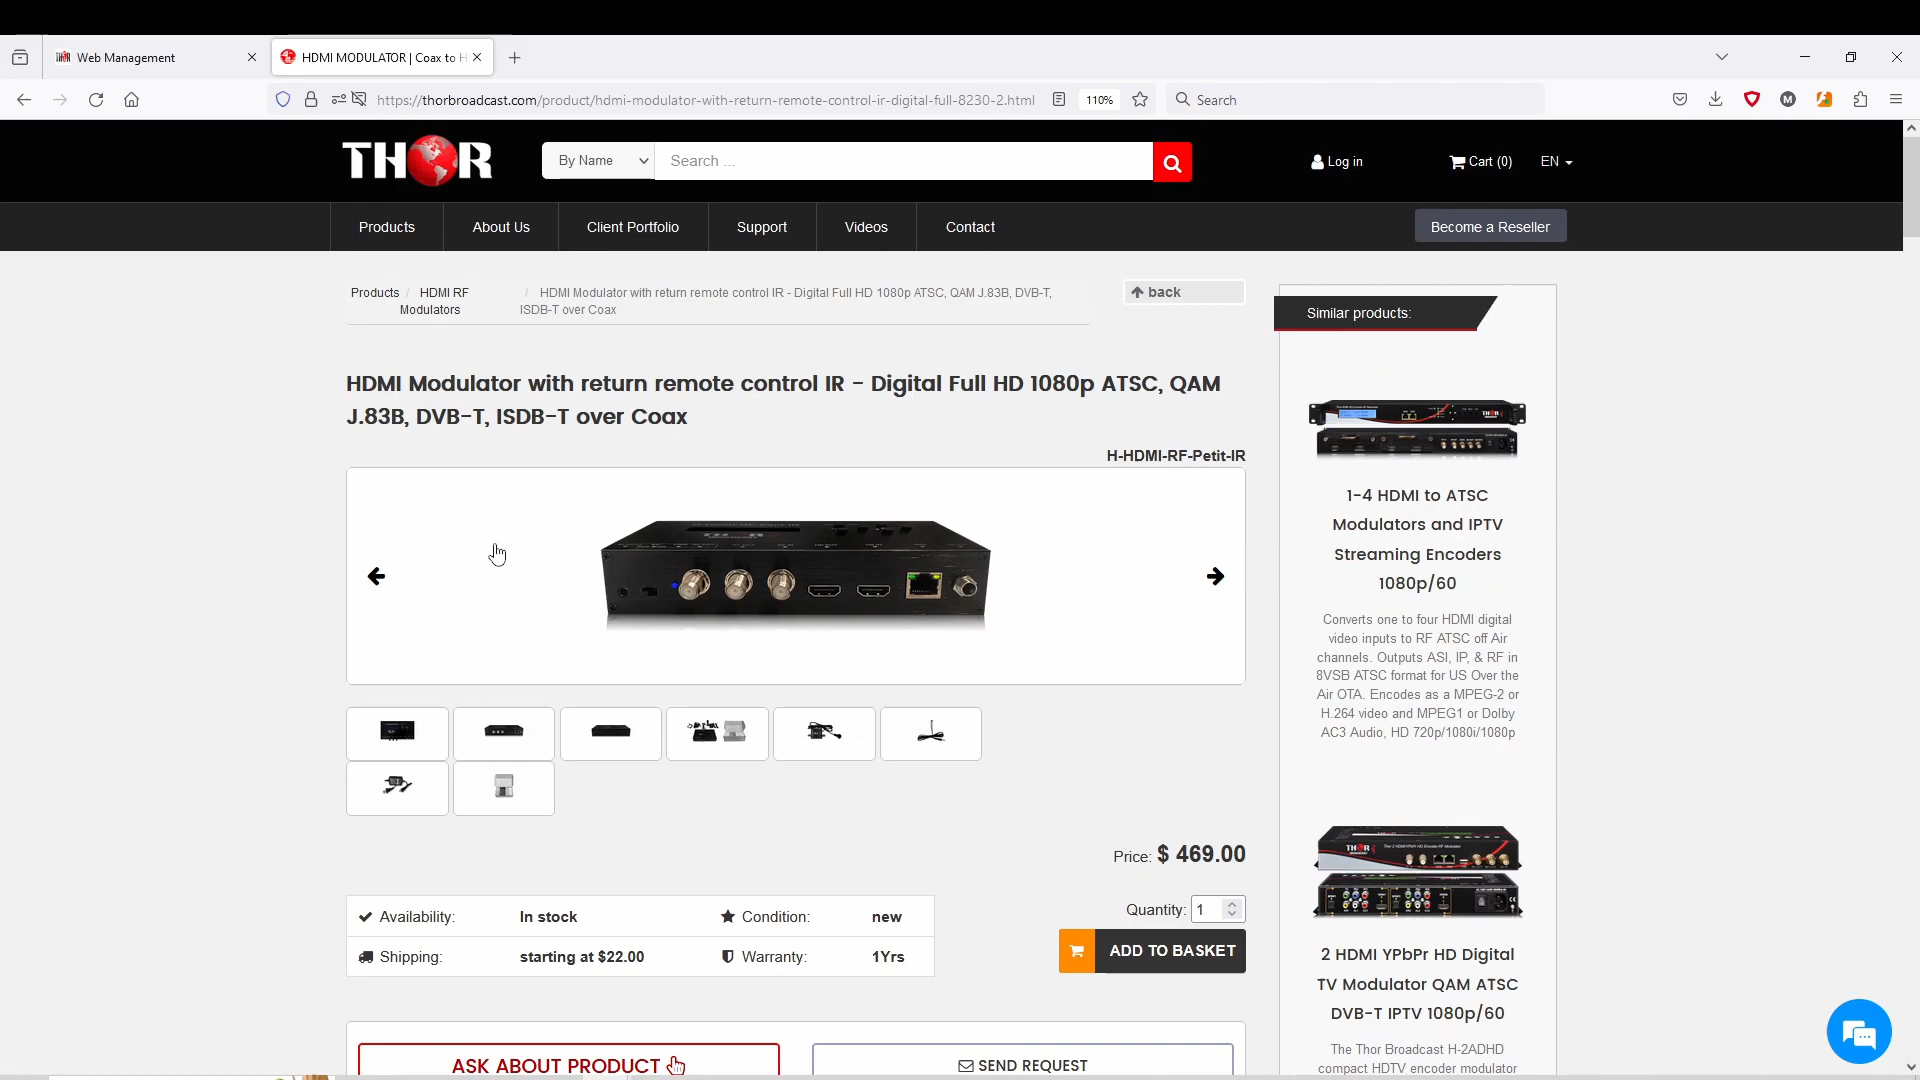 Web Management
HDMI MODULATOR | Coax to H
https://thorbroadcast.com/product/hdmi-modulator-with-return-remote-control-ir-digital-full-8230-2.html
110%
Search
THOR
By Name
Search ...
Log in
Cart (0)
EN
Products
About Us
Client Portfolio
Support
Videos
Contact
Become a Reseller
Products / HDMI RF / HDMI Modulator with return remote control IR - Digital Full HD 1080p ATSC, QAM J.83B, DVB-T,
Modulators ISDB-T over Coax
back
HDMI Modulator with return remote control IR - Digital Full HD 1080p ATSC, QAM
J.83B, DVB-T, ISDB-T over Coax
H-HDMI-RF-Petit-IR
Price: $ 469.00
Availability: In stock
Condition: new
Shipping: starting at $22.00
Warranty: 1Yrs
Quantity: 1
ADD TO BASKET
ASK ABOUT PRODUCT
SEND REQUEST
Similar products:
1-4 HDMI to ATSC
Modulators and IPTV
Streaming Encoders
1080p/60
Converts one to four HDMI digital
video inputs to RF ATSC off Air
channels. Outputs ASI, IP, & RF in
8VSB ATSC format for US Over the
Air OTA. Encodes as a MPEG-2 or
H.264 video and MPEG1 or Dolby
AC3 Audio, HD 720p/1080i/1080p
2 HDMI YPbPr HD Digital
TV Modulator QAM ATSC
DVB-T IPTV 1080p/60
The Thor Broadcast H-2ADHD
compact HDTV encoder modulator